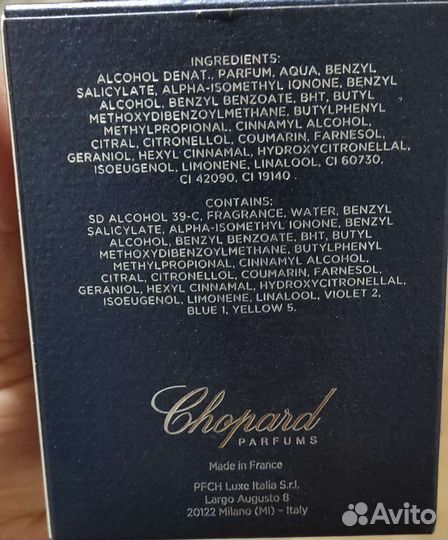 INGREDIENTS:
ALCOHOL DENAT., PARFUM, AQUA, BENZYL
SALICYLATE, ALPHA-ISOMETHYL IONONE, BENZYL
ALCOHOL, BENZYL BENZOATE, BHT, BUTYL
METHOXYDIBENZOYLMETHANE, BUTYLPHENYL
METHYLPROPIONAL, CINNAMYL ALCOHOL,
CITRAL, CITRONELLOL, COUMARIN, FARNESOL,
GERANIOL, HEXYL CINNAMAL, HYDROXYCITRONELLAL,
ISOEUGENOL, LIMONENE, LINALOOL, CI 60730,
CI 42090, CI 19140
CONTAINS:
SD ALCOHOL 39-C, FRAGRANCE, WATER, BENZYL
SALICYLATE, ALPHA-ISOMETHYL IONONE, BENZYL
ALCOHOL, BENZYL BENZOATE, BHT, BUTYL
METHOXYDIBENZOYLMETHANE, BUTYLPHENYL
METHYLPROPIONAL, CINNAMYL ALCOHOL,
CITRAL, CITRONELLOL, COUMARIN, FARNESOL,
GERANIOL, HEXYL CINNAMAL, HYDROXYCITRONELLAL,
ISOEUGENOL, LIMONENE, LINALOOL, VIOLET 2,
BLUE 1, YELLOW 5.
Chopard
PARFUMS
Made in France
PFCH Luxe Italia S.r.l.
Largo Augusto 8
20122 Milano (MI) - Italy
Avito